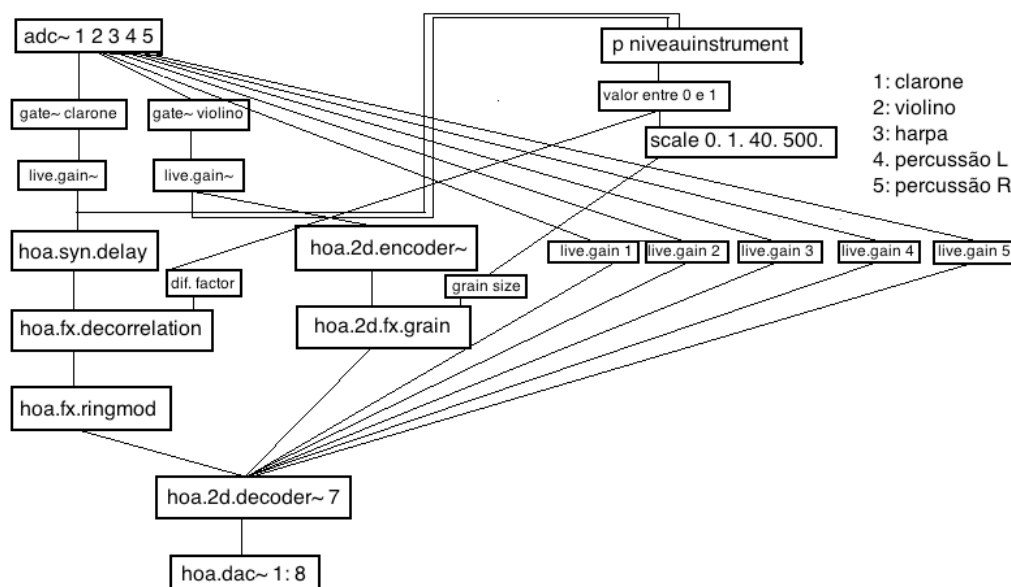 adc~ 1 2 3 4 5
p niveauinstrument
gate~ clarone
gate~ violino
valor entre 0 e 1
scale 0. 1. 40. 500.
1: clarone
2: violino
3: harpa
4. percussão L
5: percussão R
live.gain~
live.gain~
hoa.syn.delay
hoa.2d.encoder~
live.gain 1
live.gain 2
live.gain 3
live.gain 4
live.gain 5
dif. factor
grain size
hoa.fx.decorrelation
hoa.2d.fx.grain
hoa.fx.ringmod
hoa.2d.decoder~ 7
hoa.dac~ 1: 8